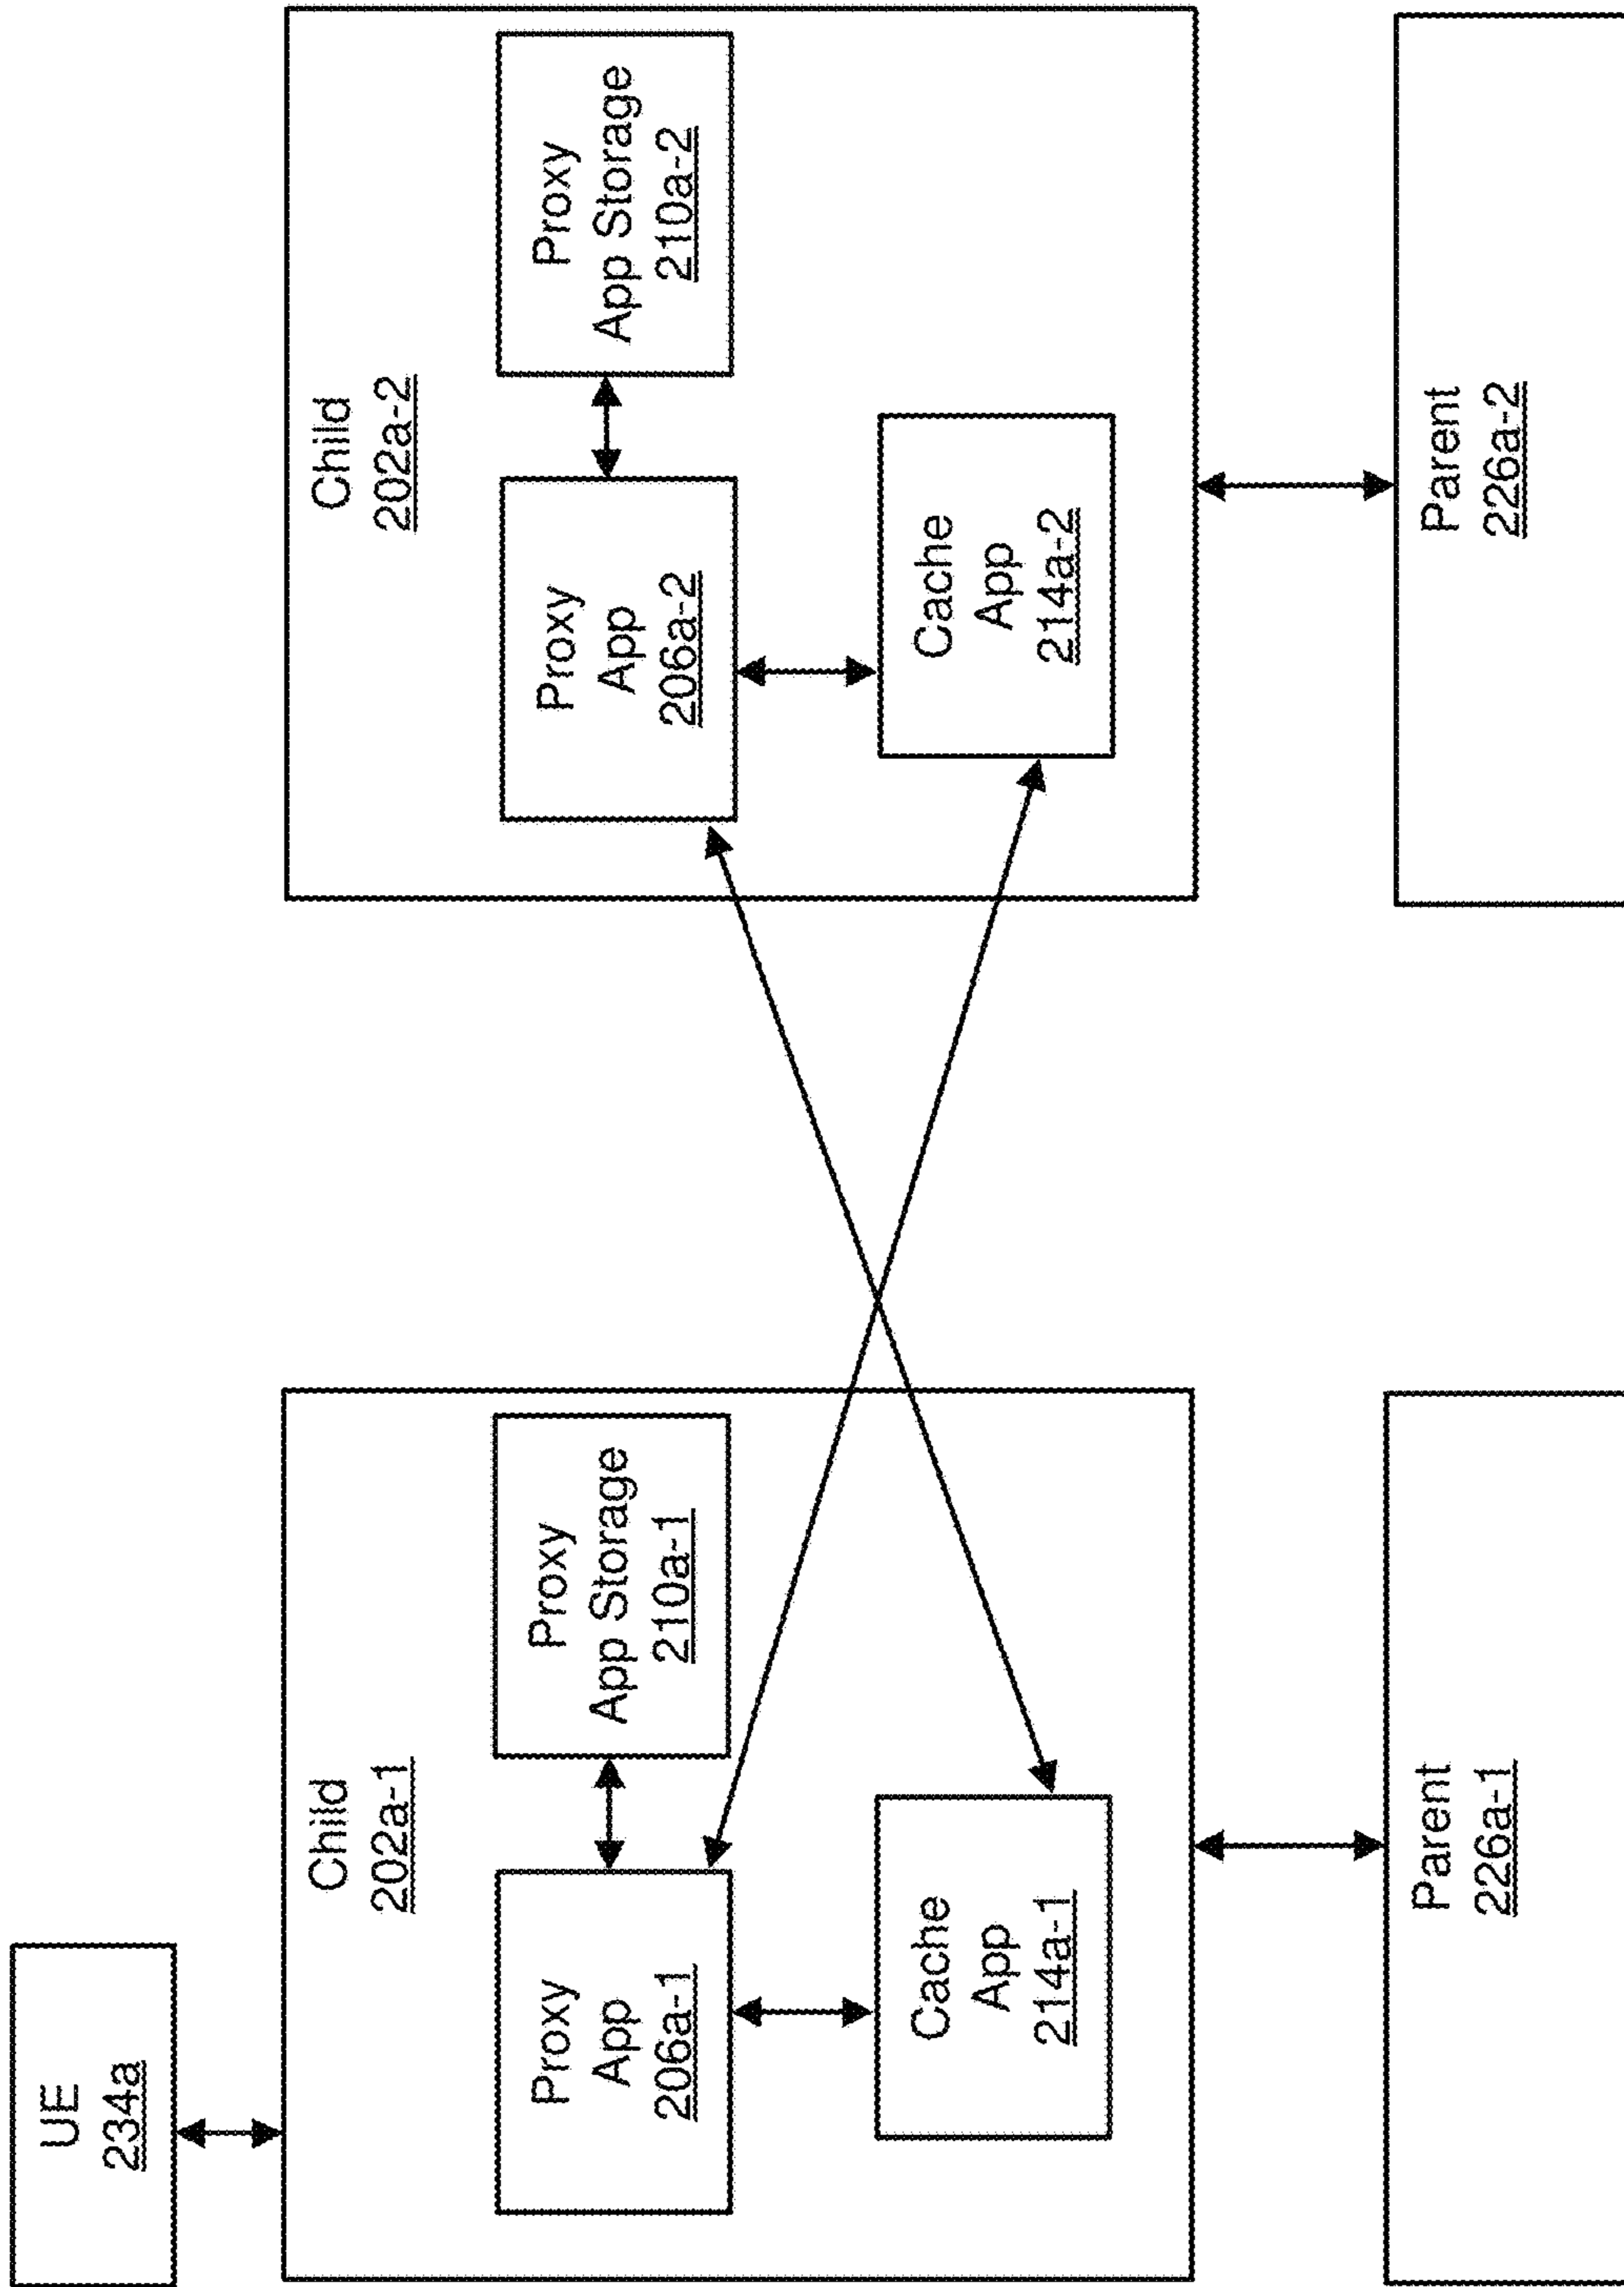 UE
234a
Child
202a-1
Proxy
App
206a-1
Proxy
App Storage
210a-1
Cache
App
214a-1
Parent
226a-1
Child
202a-2
Proxy
App
206a-2
Proxy
App Storage
210a-2
Cache
App
214a-2
Parent
226a-2